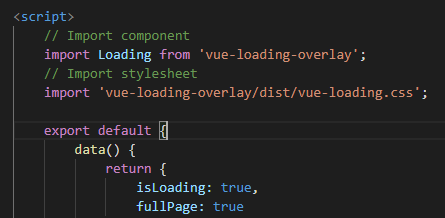 <script>
// Import component
import Loading from 'vue-loading-overlay';
// Import stylesheet
import 'vue-loading-overlay/dist/vue-loading.css';
export default {
data() {
return {
isLoading: true,
fullPage: true